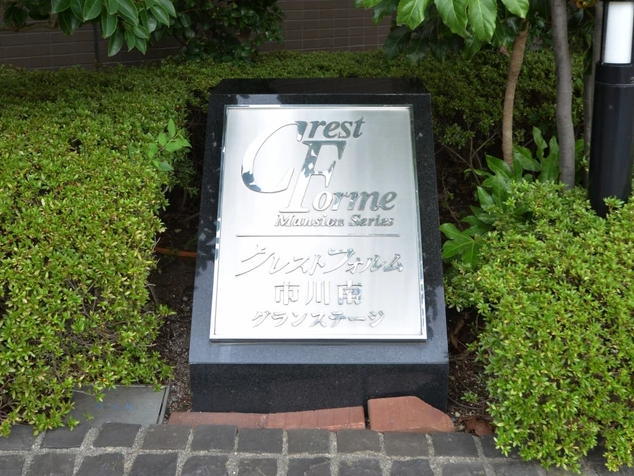 Crest
Forme
Mansion Series
クレストフォルム
市川南
グランステージ